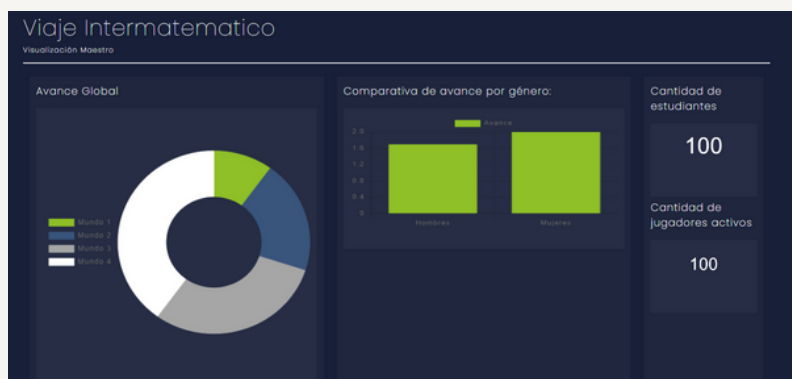 Viaje Intermatematico
Visualización Maestro
Avance Global
Mundo 1
Mundo 2
Mundo 3
Mundo 4
Comparativa de avance por género:
Avance
2.0
1.6
1.2
0.8
0.4
0
Hombres
Mujeres
Cantidad de
estudiantes
100
Cantidad de
jugadores activos
100